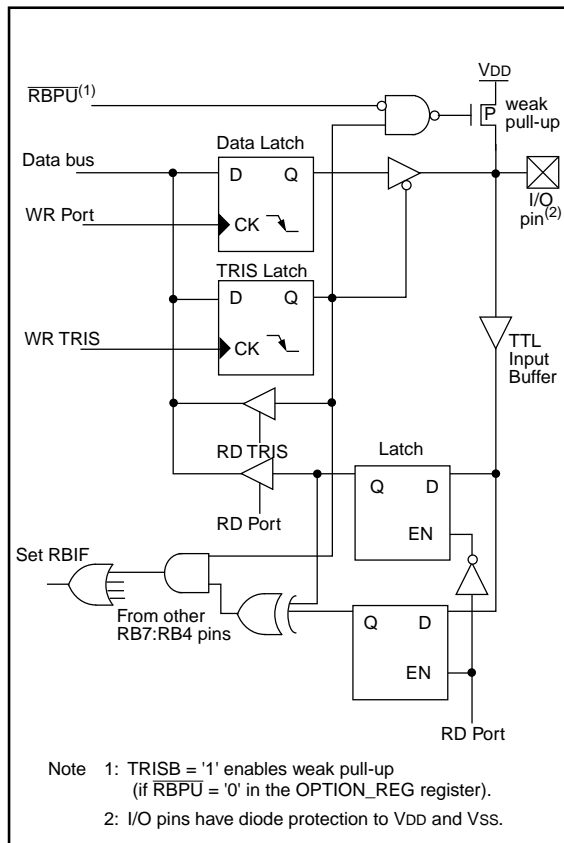 VDD
RBPU(1)
P
weak
pull-up
Data Latch
Data bus
D Q
I/O
pin(2)
WR Port
CK
TRIS Latch
D Q
WR TRIS
CK
TTL
Input
Buffer
RD TRIS
Latch
Q D
RD Port
EN
Set RBIF
From other
RB7:RB4 pins
Q D
EN
RD Port
Note 1: TRISB = '1' enables weak pull-up
(if RBPU = '0' in the OPTION_REG register).
2: I/O pins have diode protection to VDD and VSS.